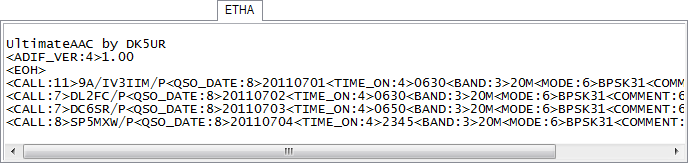 ETHA
UltimateAAC by DK5UR
<ADIF_VER:4>1.00
<EOH>
<CALL:11>9A/IV3IIM/P<QSO_DATE:8>20110701<TIME_ON:4>0630<BAND:3>20M<MODE:6>BPSK31<COMM
<CALL:7>DL2FC/P<QSO_DATE:8>20110702<TIME_ON:4>0630<BAND:3>20M<MODE:6>BPSK31<COMMENT:6
<CALL:7>DC6SR/P<QSO_DATE:8>20110703<TIME_ON:4>0650<BAND:3>20M<MODE:6>BPSK31<COMMENT:6
<CALL:8>SP5MXW/P<QSO_DATE:8>20110704<TIME_ON:4>2345<BAND:3>20M<MODE:6>BPSK31<COMMENT: